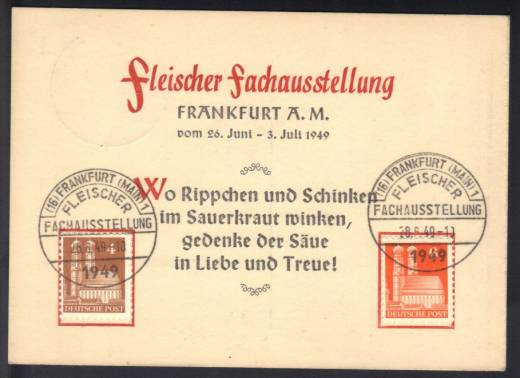 Fleischer Fachausstellung
FRANKFURT A. M.
vom 26. Juni - 3. Juli 1949
Wo Rippchen und Schinken
im Sauerkraut winken,
gedenke der Säue
in Liebe und Treue!
(16) FRANKFURT (MAIN) 1
FLEISCHER
FACHAUSSTELLUNG
1949
DEUTSCHE POST
(16) FRANKFURT (MAIN) 1
FLEISCHER
FACHAUSSTELLUNG
1949
DEUTSCHE POST